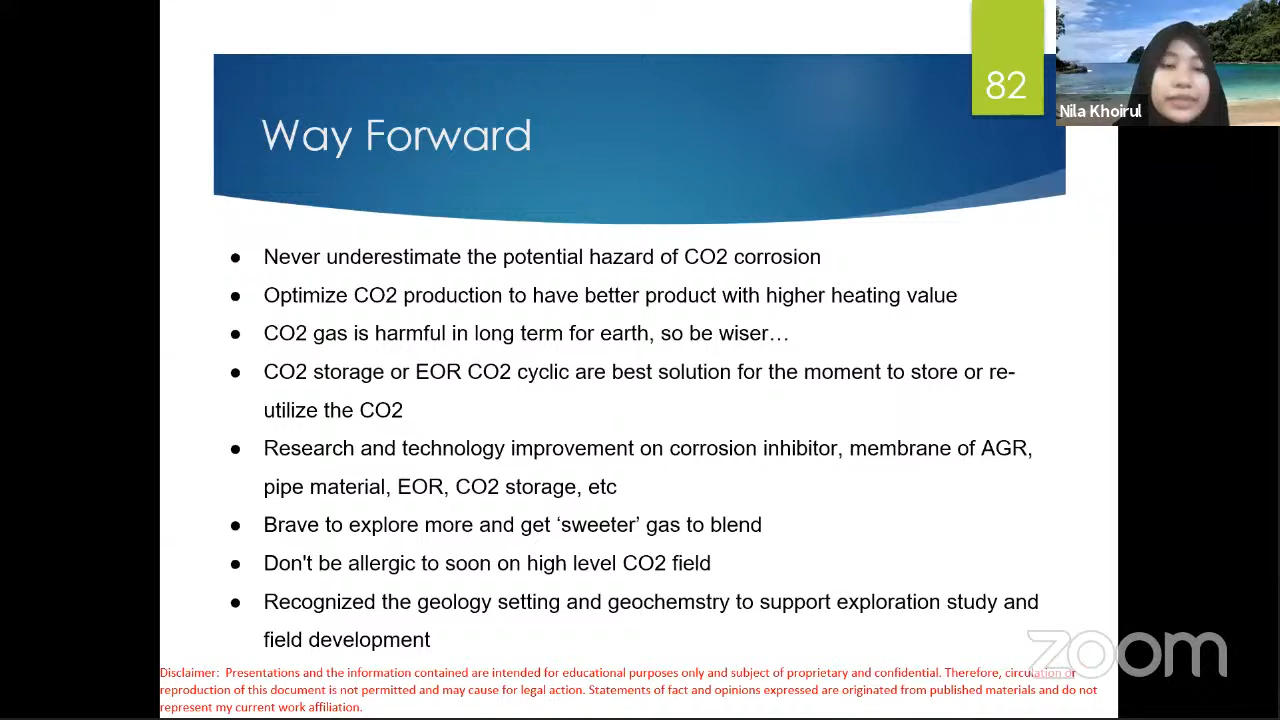 82
Nila Khoirul
Way Forward
● Never underestimate the potential hazard of CO2 corrosion
● Optimize CO2 production to have better product with higher heating value
● CO2 gas is harmful in long term for earth, so be wiser…
● CO2 storage or EOR CO2 cyclic are best solution for the moment to store or re-
utilize the CO2
● Research and technology improvement on corrosion inhibitor, membrane of AGR,
pipe material, EOR, CO2 storage, etc
● Brave to explore more and get ‘sweeter’ gas to blend
● Don't be allergic to soon on high level CO2 field
● Recognized the geology setting and geochemstry to support exploration study and
field development
zoom
Disclaimer: Presentations and the information contained are intended for educational purposes only and subject of proprietary and confidential. Therefore, circulation or
reproduction of this document is not permitted and may cause for legal action. Statements of fact and opinions expressed are originated from published materials and do not
represent my current work affiliation.